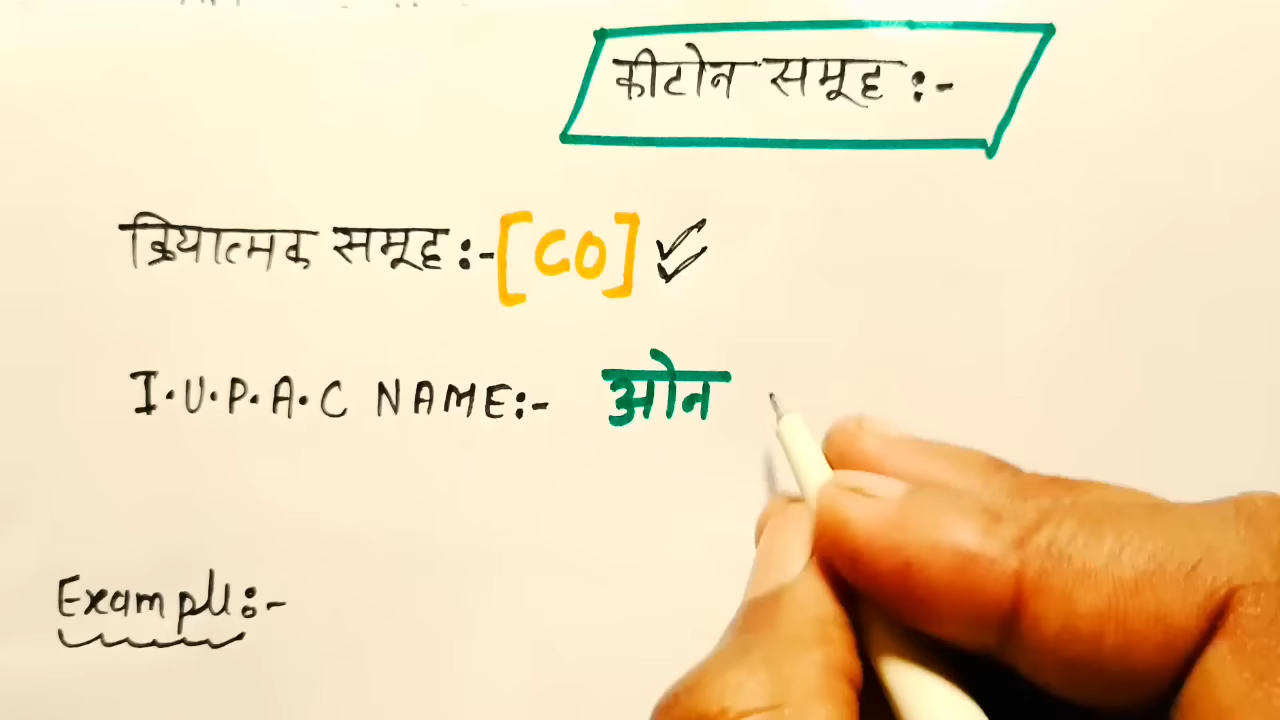 कीटोन समूह :-
क्रियात्मक समूह :- [CO]
I.U.P.A.C NAME:- ओन
Example:-